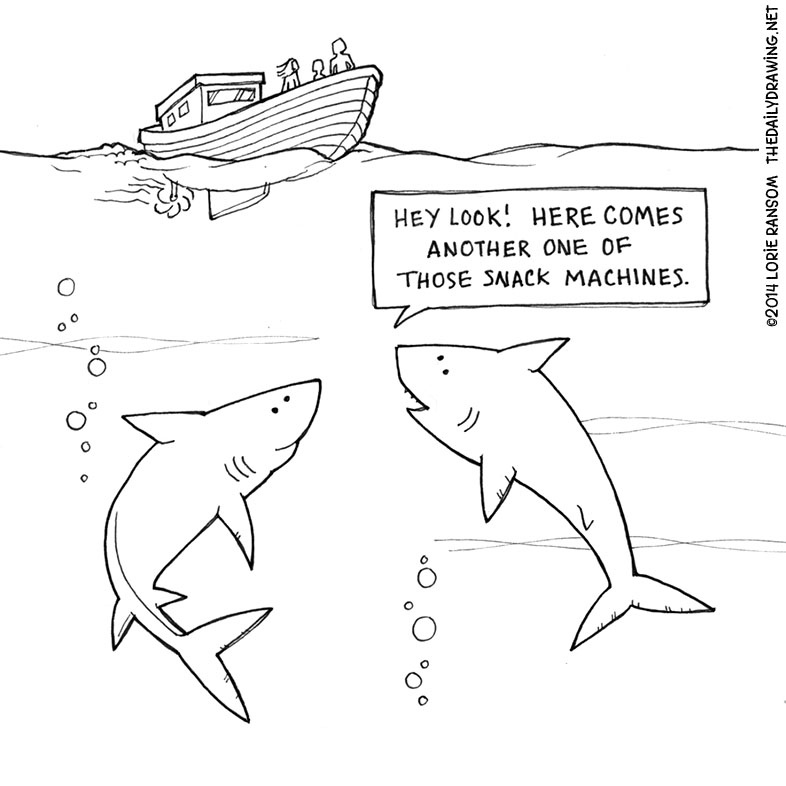 HEY LOOK! HERE COMES
ANOTHER ONE OF
THOSE SNACK MACHINES.
©2014 LORIE RANSOM THEDAILYDRAWING.NET